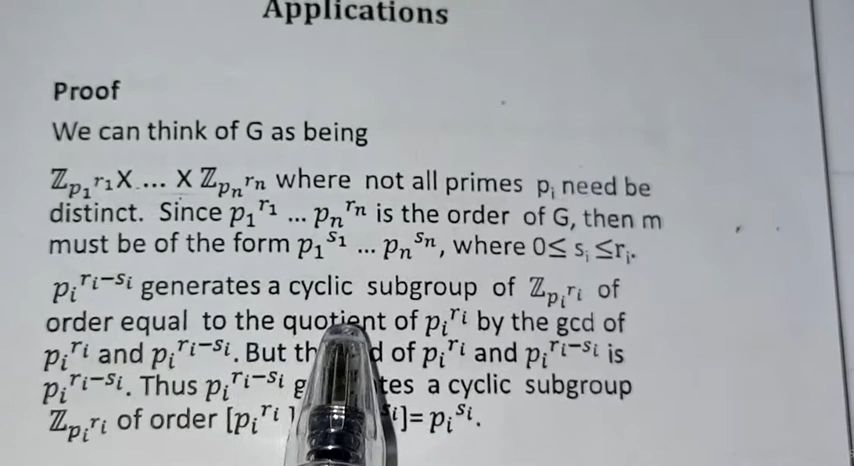 Applications
Proof
We can think of G as being
ℤ_{p₁^{r₁}} X … X ℤ_{pₙ^{rₙ}} where not all primes pᵢ need be
distinct. Since p₁^{r₁} … pₙ^{rₙ} is the order of G, then m
must be of the form p₁^{s₁} … pₙ^{sₙ}, where 0≤ sᵢ ≤rᵢ.
pᵢ^{rᵢ−sᵢ} generates a cyclic subgroup of ℤ_{pᵢ^{rᵢ}} of
order equal to the quotient of pᵢ^{rᵢ} by the gcd of
pᵢ^{rᵢ} and pᵢ^{rᵢ−sᵢ}. But of pᵢ^{rᵢ} and pᵢ^{rᵢ−sᵢ} is
pᵢ^{rᵢ−sᵢ}. Thus pᵢ^{rᵢ−sᵢ} a cyclic subgroup
ℤ_{pᵢ^{rᵢ}} of order [pᵢ^{rᵢ} ]= pᵢ^{sᵢ}.